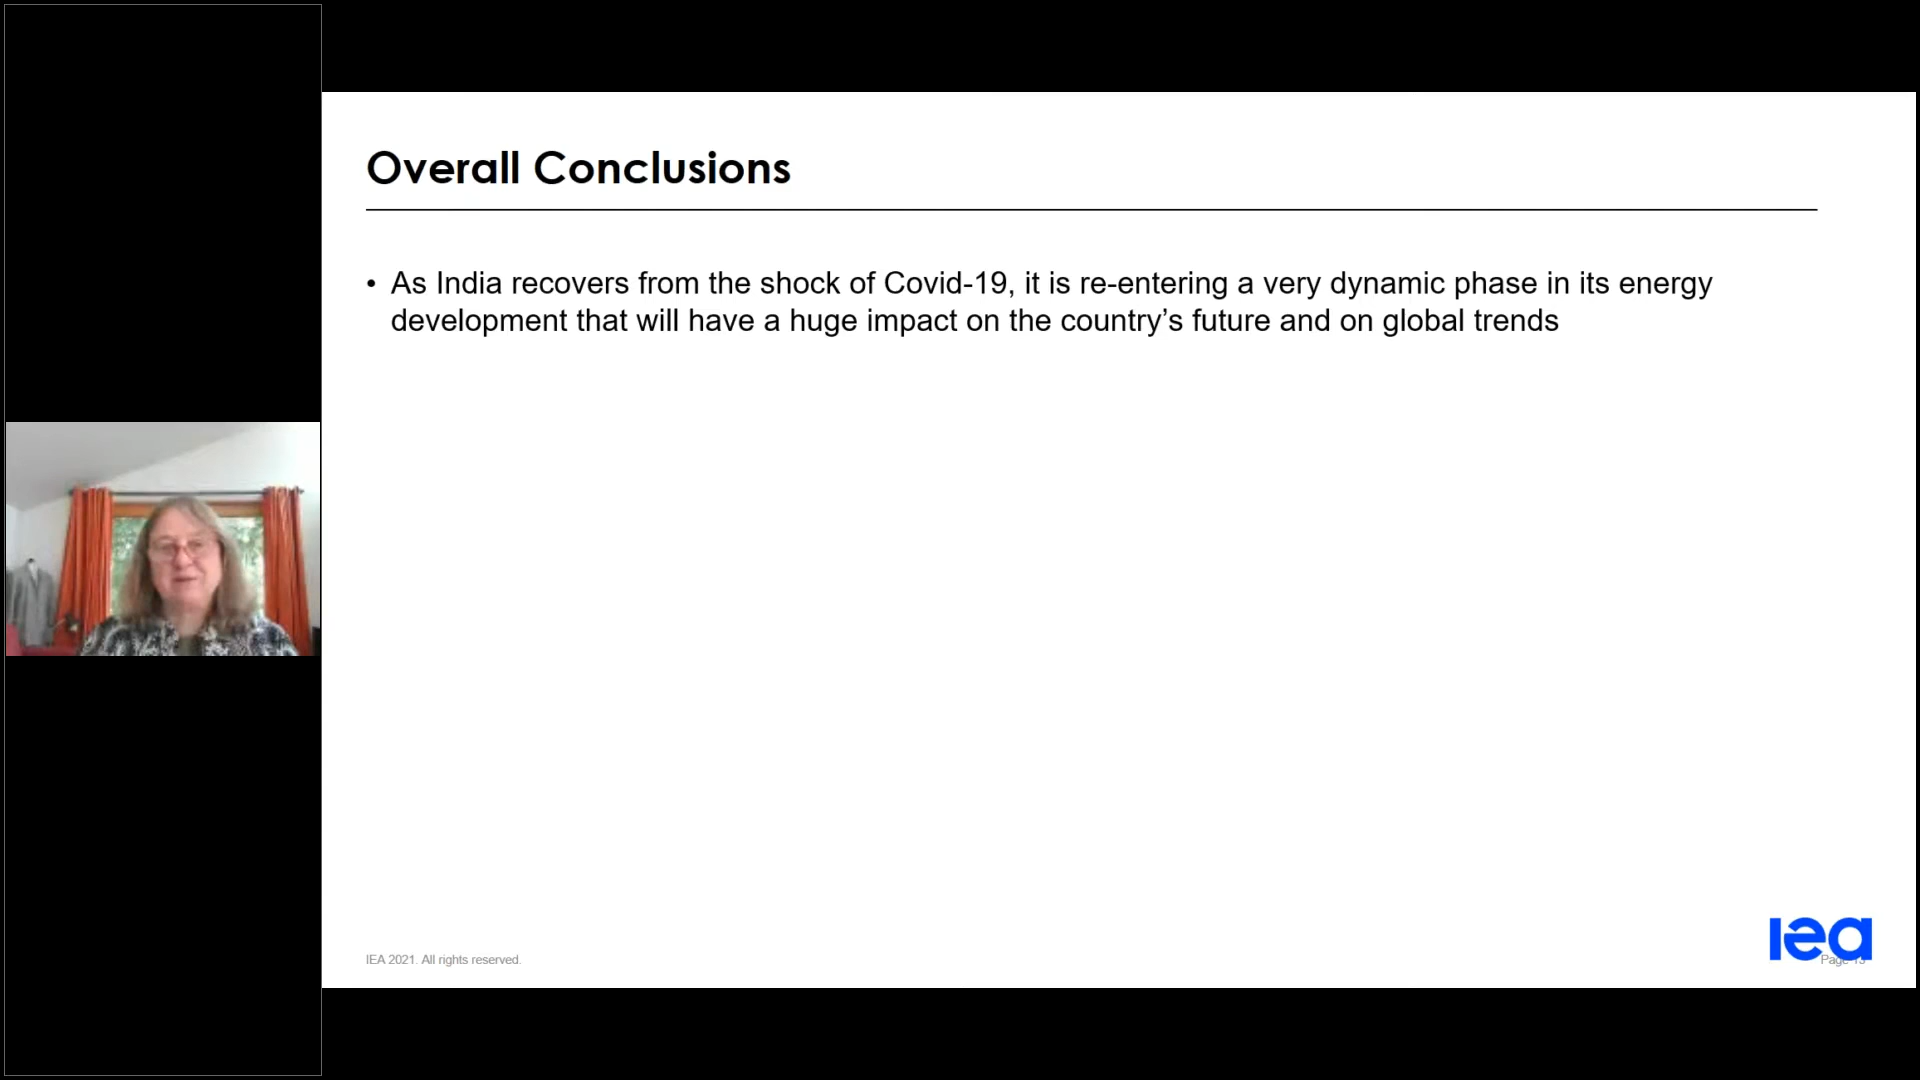 Overall Conclusions
• As India recovers from the shock of Covid-19, it is re-entering a very dynamic phase in its energy
development that will have a huge impact on the country’s future and on global trends
iea
IEA 2021. All rights reserved.
Page 13